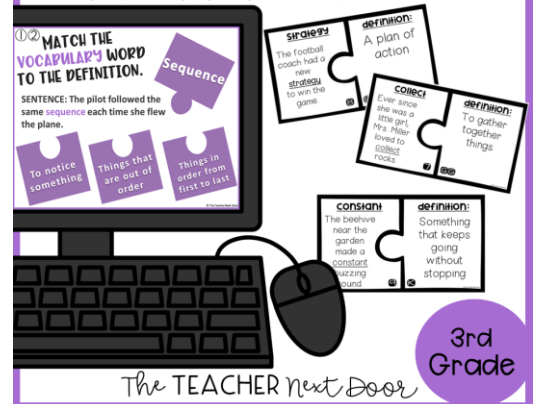 ①②
MATCH THE
VOCABULARY WORD
TO THE DEFINITION.
Sequence
SENTENCE: The pilot followed the
same sequence each time she flew
the plane.
To notice
something
Things that
are out of
order
Things in
order from
first to last
strategy
The football
coach had a
new
strategy
to win the
game.
definition:
A plan of
action
collect
Ever since
she was a
little girl,
Mrs. Miller
loved to
collect
rocks.
definition:
To gather
together
things
GG
constant
The beehive
near the
garden
made a
constant
buzzing
sound
definition:
Something
that keeps
going
without
stopping
K
3rd
Grade
The TEACHER Next Door